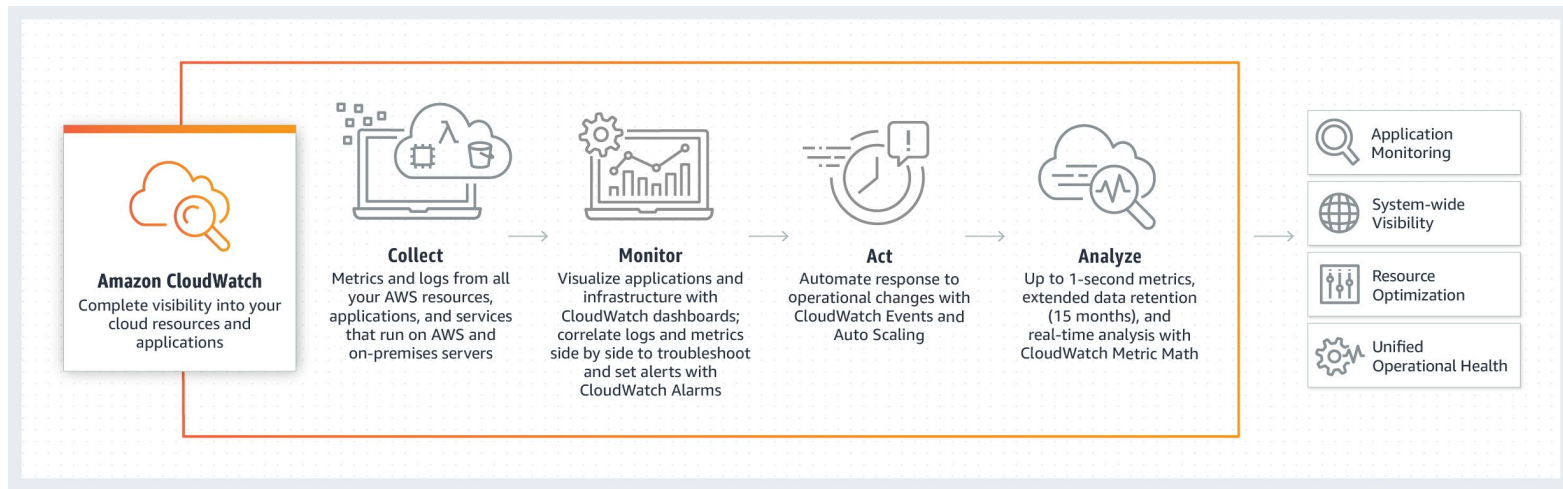 Amazon CloudWatch
Complete visibility into your
cloud resources and
applications
Collect
Metrics and logs from all
your AWS resources,
applications, and services
that run on AWS and
on-premises servers
Monitor
Visualize applications and
infrastructure with
CloudWatch dashboards;
correlate logs and metrics
side by side to troubleshoot
and set alerts with
CloudWatch Alarms
Act
Automate response to
operational changes with
CloudWatch Events and
Auto Scaling
Analyze
Up to 1-second metrics,
extended data retention
(15 months), and
real-time analysis with
CloudWatch Metric Math
Application
Monitoring
System-wide
Visibility
Resource
Optimization
Unified
Operational Health